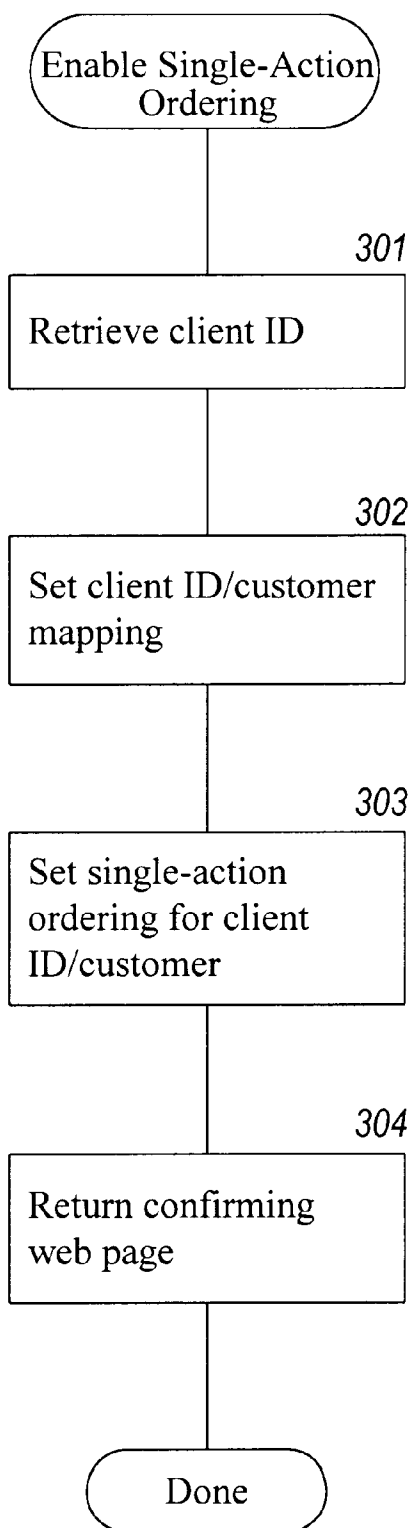 Enable Single-Action
Ordering
301
Retrieve client ID
302
Set client ID/customer
mapping
303
Set single-action
ordering for client
ID/customer
304
Return confirming
web page
Done